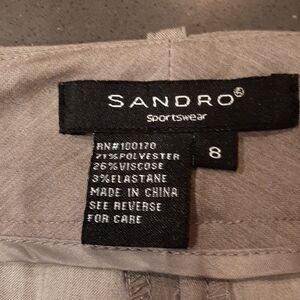 SANDRO®
Sportswear
8
RN#100170
71%POLYESTER
26%VISCOSE
3%ELASTANE
MADE IN CHINA
SEE REVERSE
FOR CARE